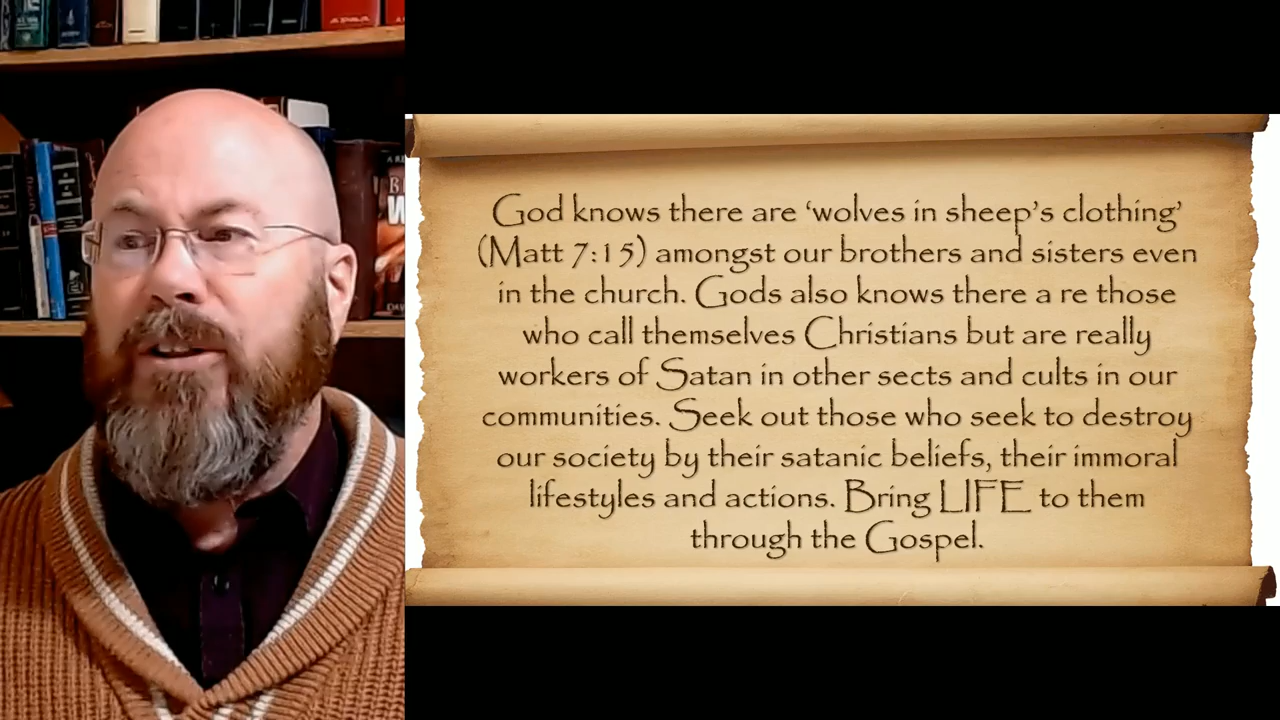 God knows there are ‘wolves in sheep’s clothing’
(Matt 7:15) amongst our brothers and sisters even
in the church. Gods also knows there a re those
who call themselves Christians but are really
workers of Satan in other sects and cults in our
communities. Seek out those who seek to destroy
our society by their satanic beliefs, their immoral
lifestyles and actions. Bring LIFE to them
through the Gospel.